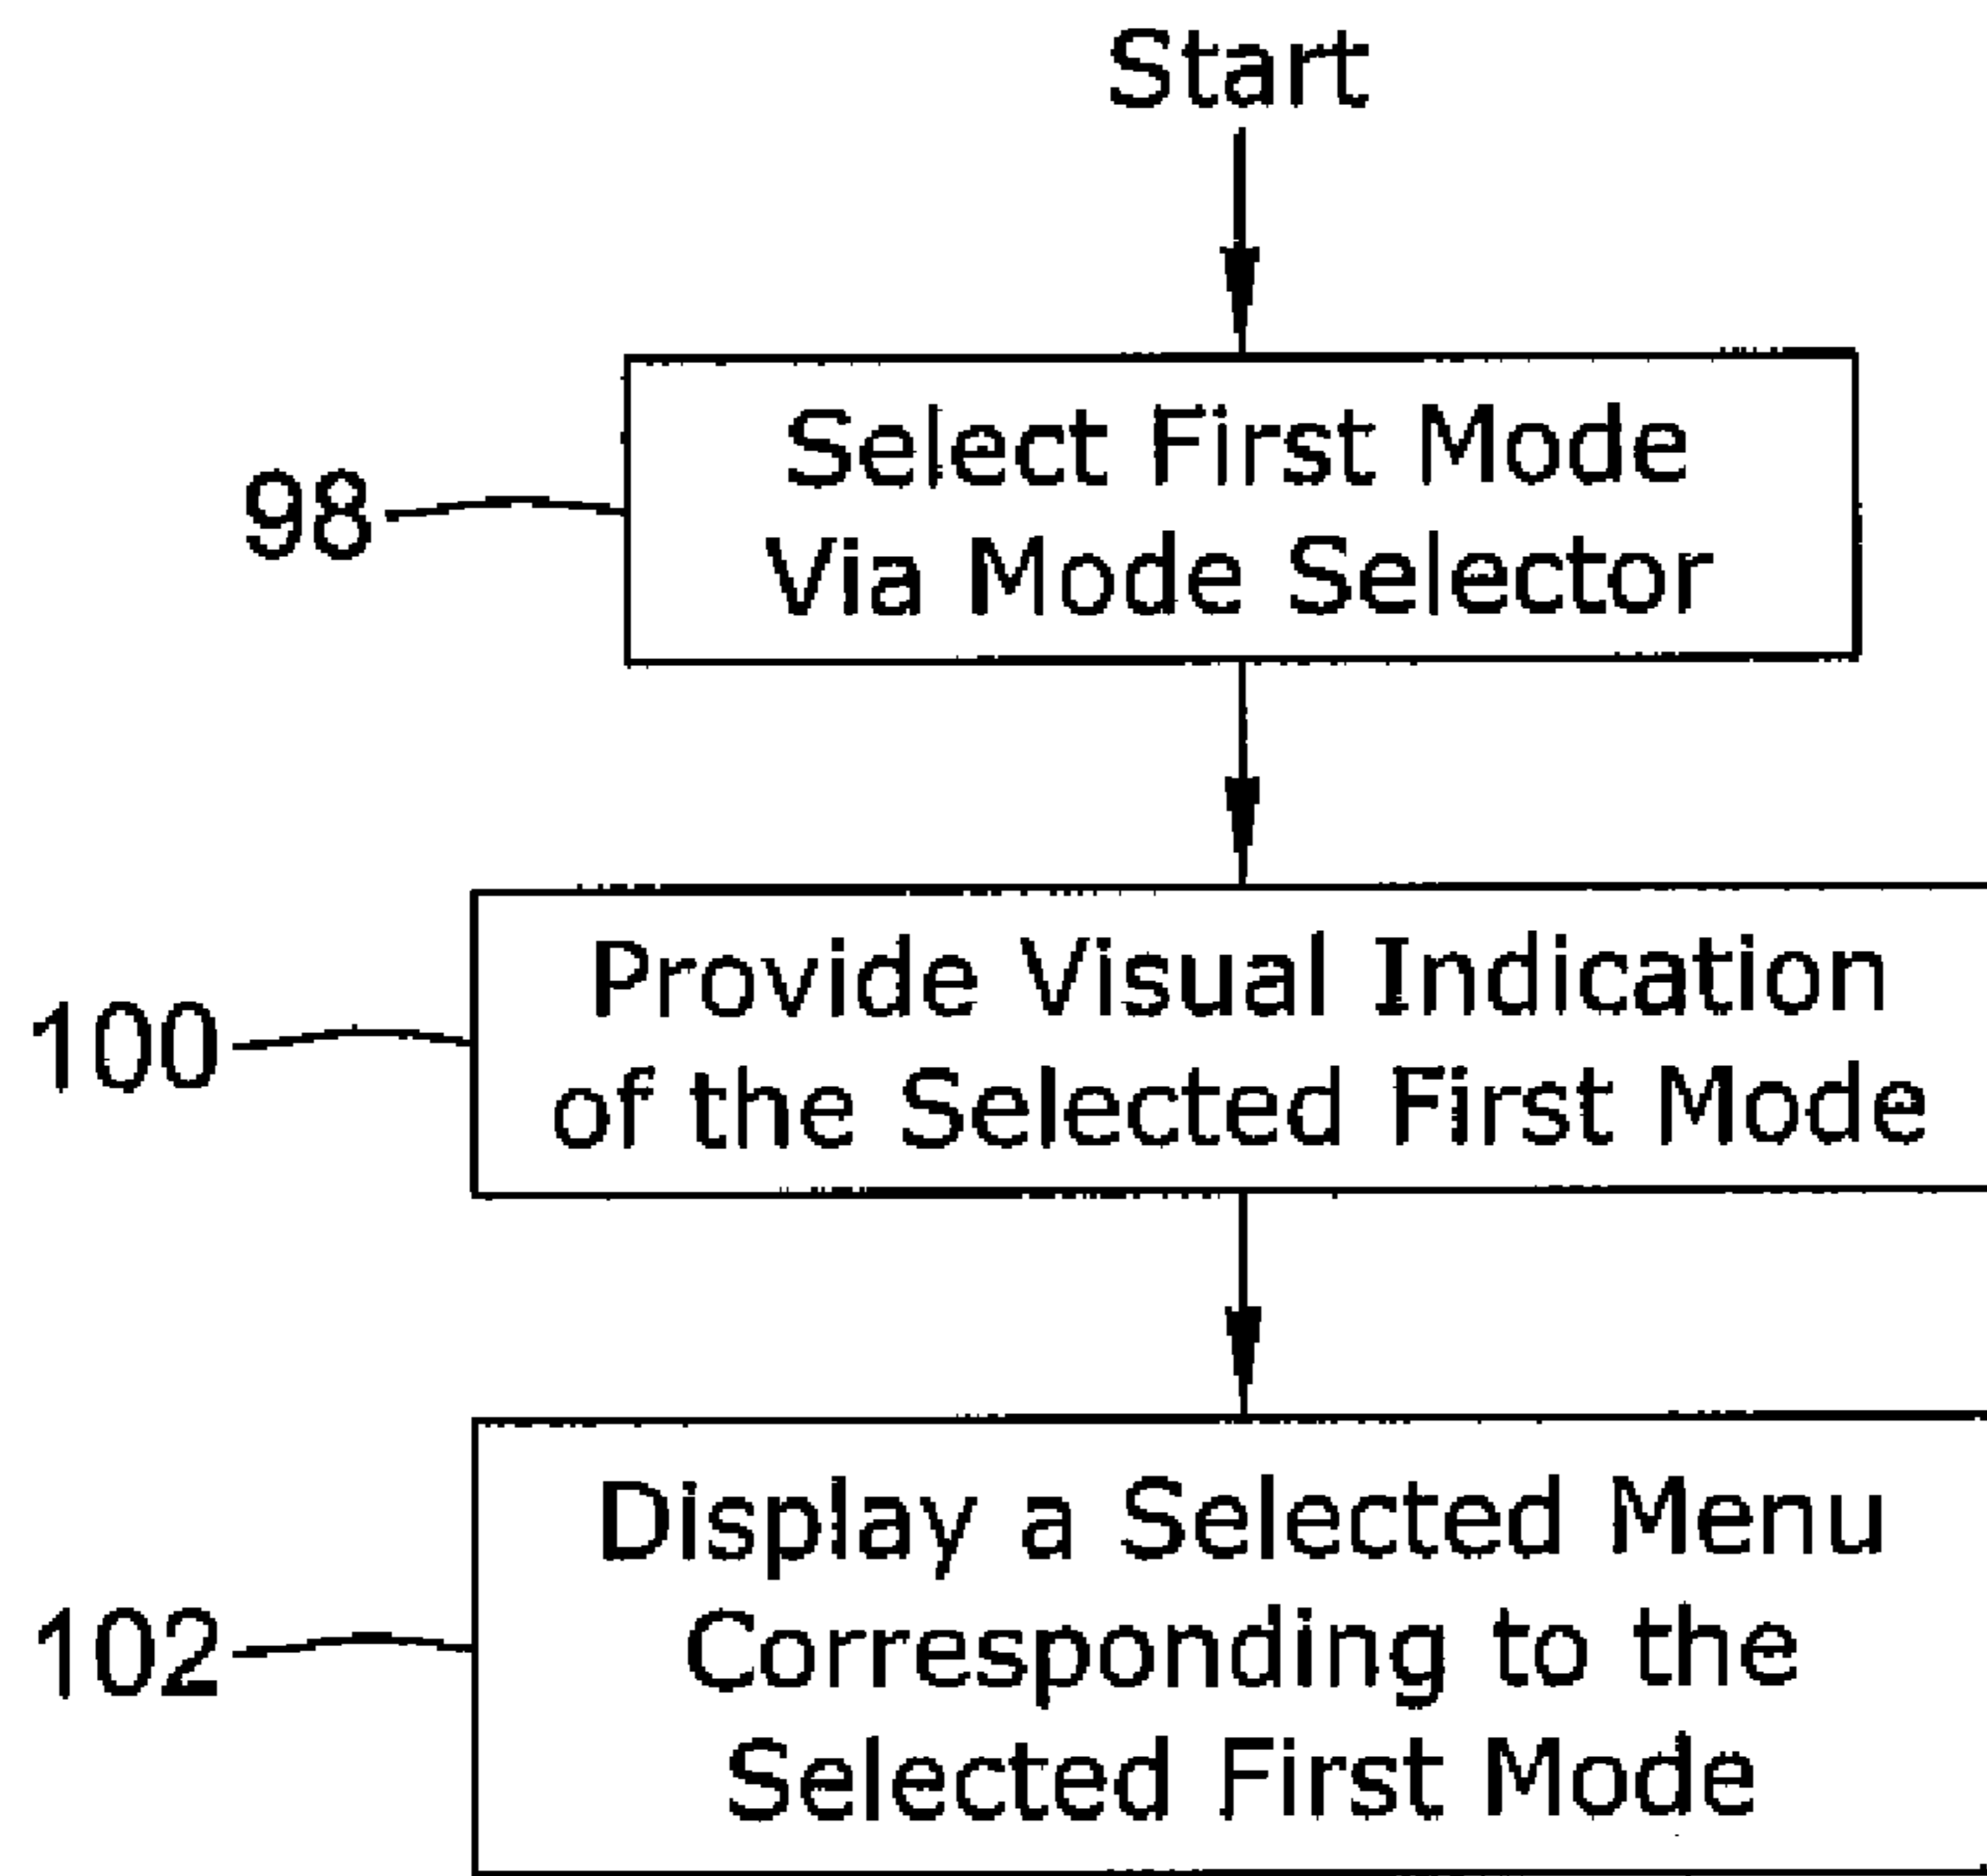 Start
98
Select First Mode
Via Mode Selector
100
Provide Visual Indication
of the Selected First Mode
102
Display a Selected Menu
Corresponding to the
Selected First Mode